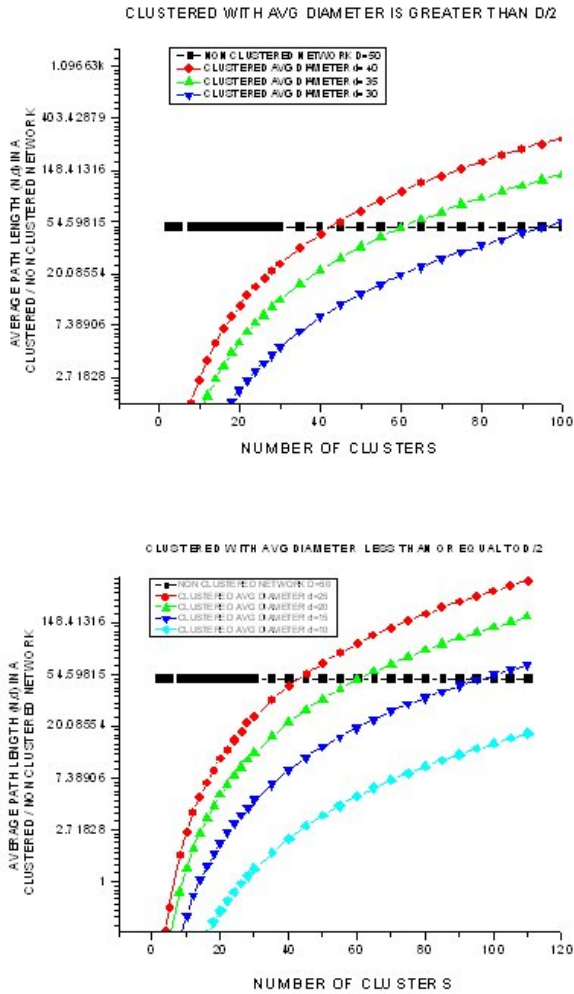 CLUSTERED WITH AVG DIAMETER IS GREATER THAN D/2
NON CLUSTERED NETWORK D=50
CLUSTERED AVG DIAMETER d=40
CLUSTERED AVG DIAMETER d=35
CLUSTERED AVG DIAMETER d=30
1.09663k
403.42879
148.41316
54.59815
20.08554
7.38906
2.71828
AVERAGE PATH LENGTH (N,d) IN A
CLUSTERED / NON CLUSTERED NETWORK
0 20 40 60 80 100
NUMBER OF CLUSTERS
CLUSTERED WITH AVG DIAMETER LESS THAN OR EQUAL TO D/2
NON CLUSTERED NETWORK D=50
CLUSTERED AVG DIAMETER d=25
CLUSTERED AVG DIAMETER d=20
CLUSTERED AVG DIAMETER d=15
CLUSTERED AVG DIAMETER d=10
148.41316
54.59815
20.08554
7.38906
2.71828
1
AVERAGE PATH LENGTH (N,d) IN A
CLUSTERED / NON CLUSTERED NETWORK
0 20 40 60 80 100 120
NUMBER OF CLUSTERS